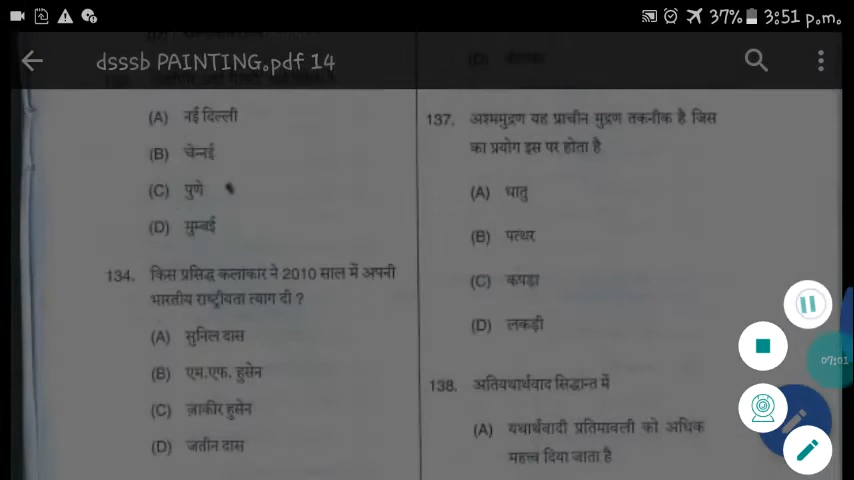 37% 3:51 p.m.
dsssb PAINTING.pdf 14
(A) नई दिल्ली
(B) चेन्नई
(C) पुणे
(D) मुम्बई
134. किस प्रसिद्ध कलाकार ने 2010 साल में अपनी
भारतीय राष्ट्रीयता त्याग दी ?
(A) सुनिल दास
(B) एम.एफ. हुसेन
(C) ज़ाकीर हुसेन
(D) जतीन दास
(D)
137. अश्ममुद्रण यह प्राचीन मुद्रण तकनीक है जिस
का प्रयोग इस पर होता है
(A) धातु
(B) पत्थर
(C) कपड़ा
(D) लकड़ी
138. अतियथार्थवाद सिद्धान्त में
(A) यथार्थवादी प्रतिमावली को अधिक
महत्त्व दिया जाता है
07:01